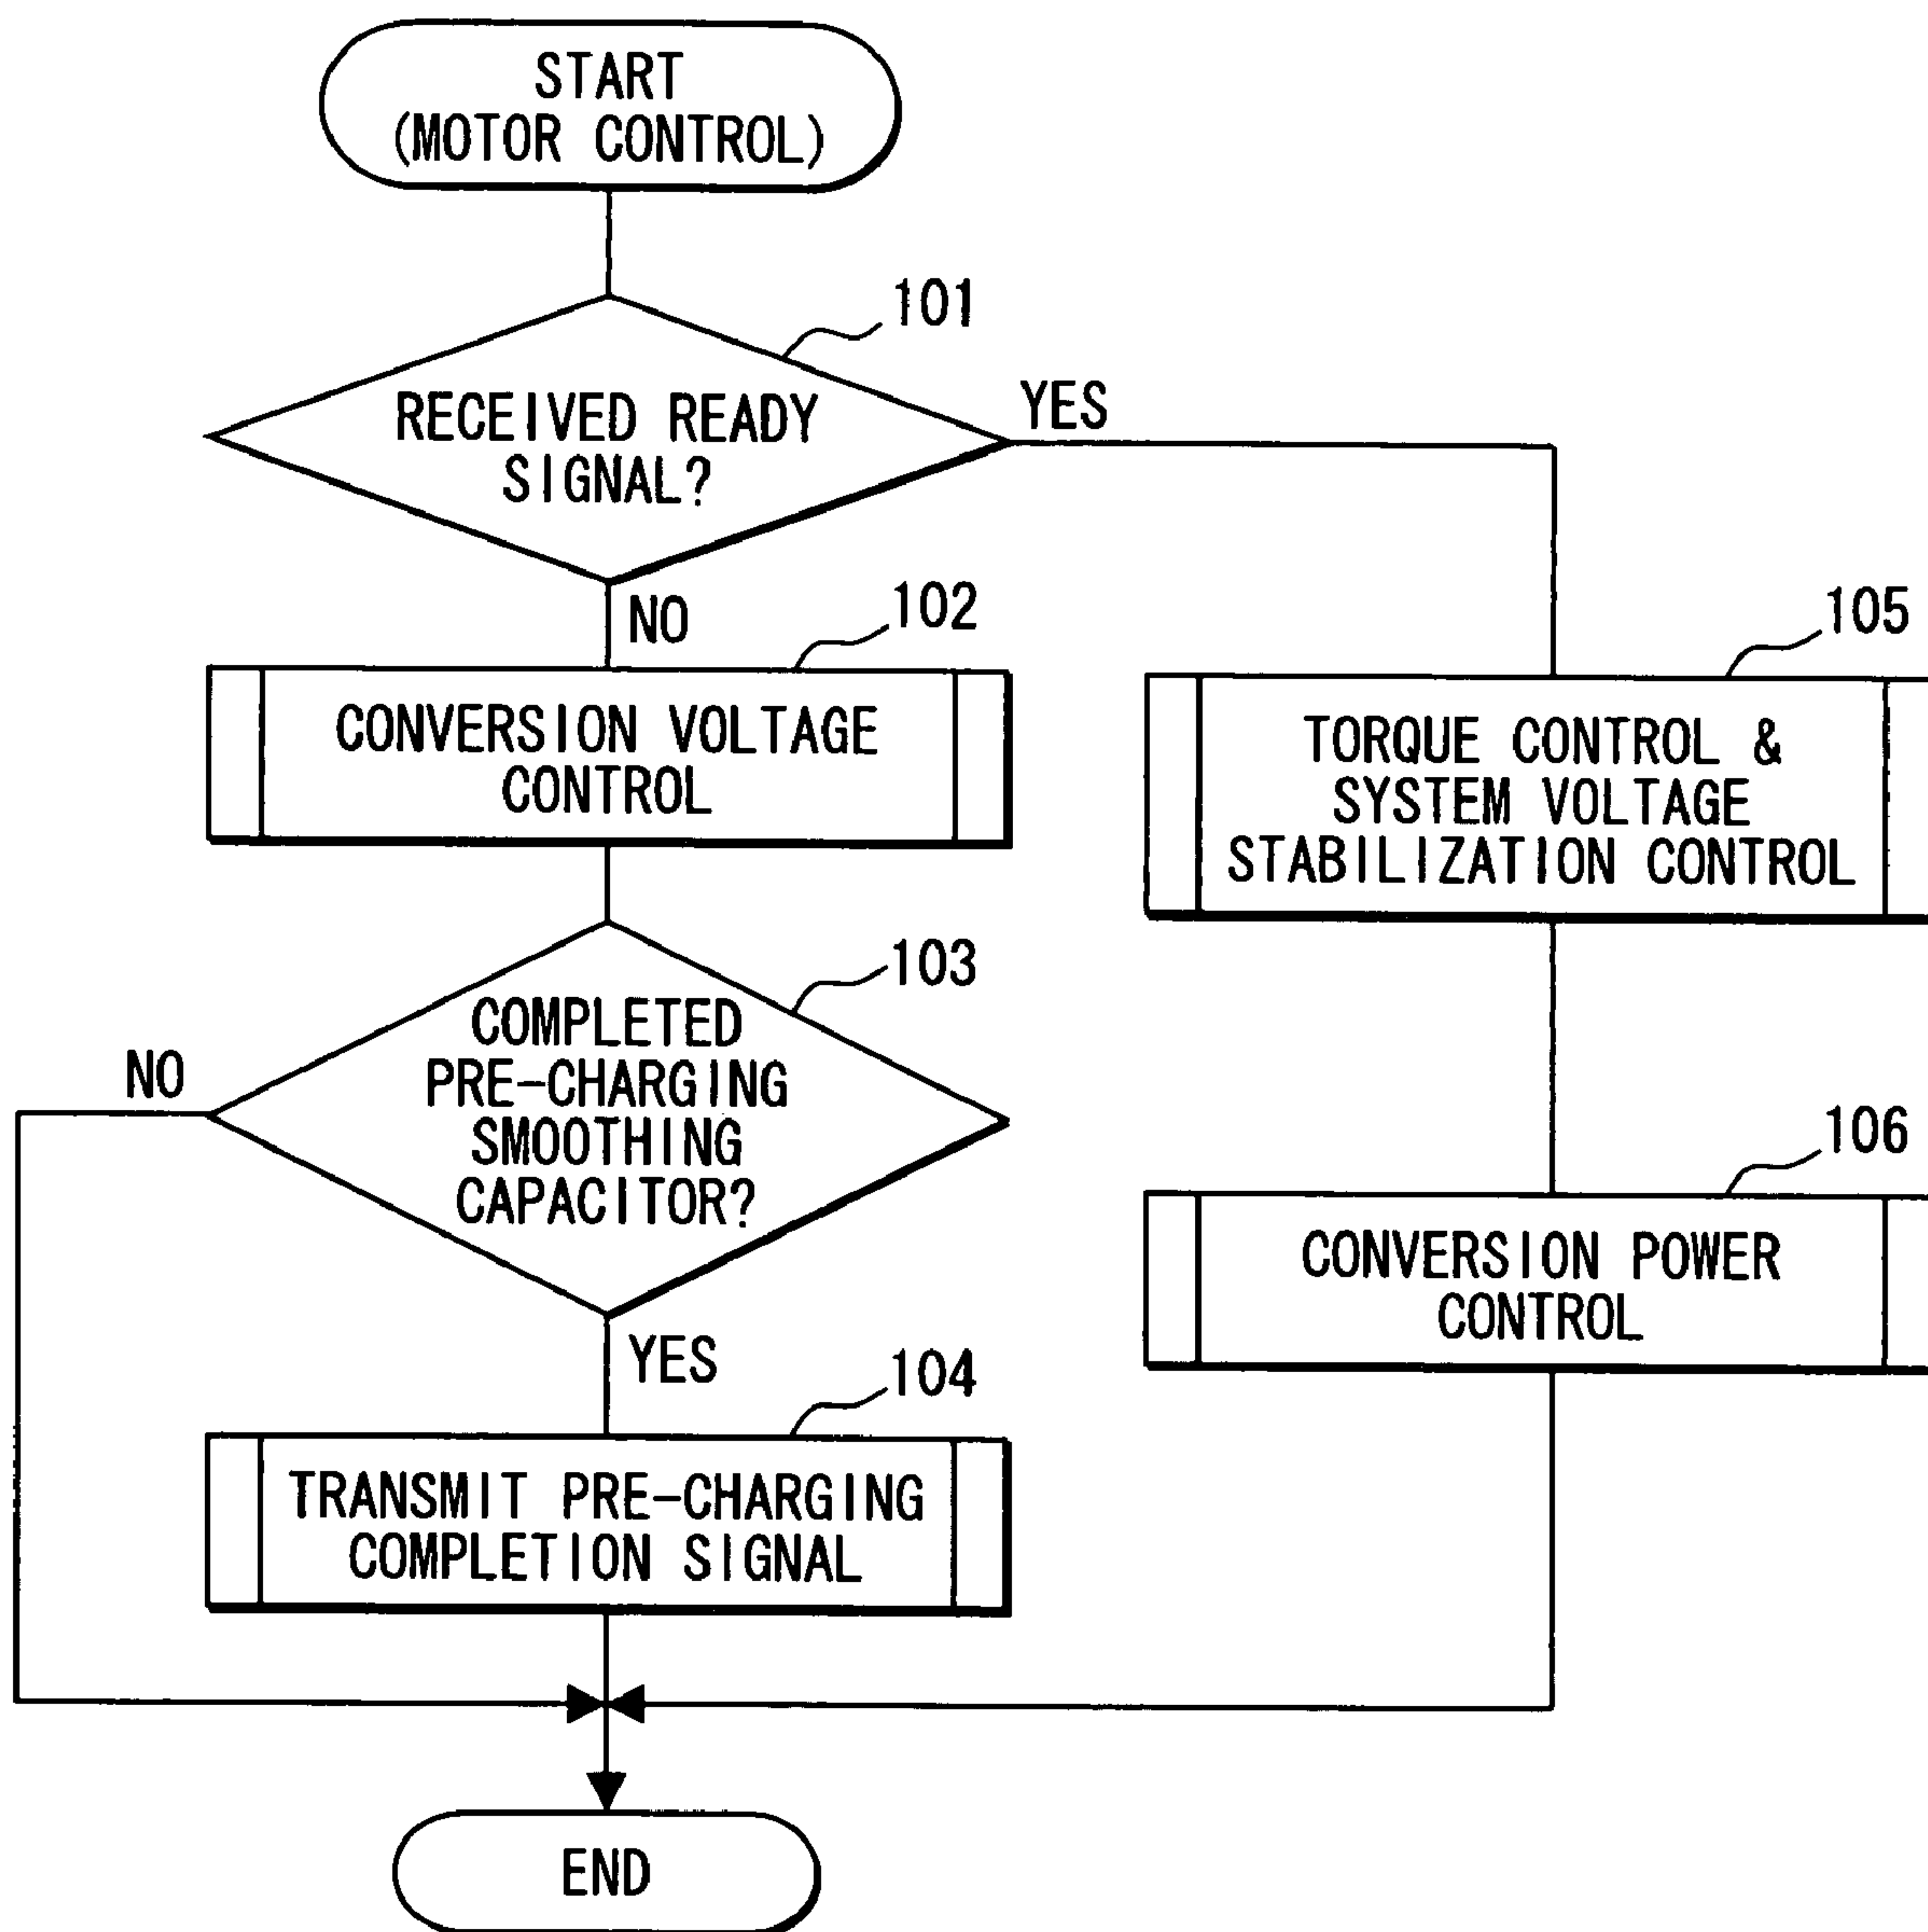 START
(MOTOR CONTROL)
101
RECEIVED READY
SIGNAL?
YES
NO
102
CONVERSION VOLTAGE
CONTROL
103
COMPLETED
PRE-CHARGING
SMOOTHING
CAPACITOR?
NO
YES
104
TRANSMIT PRE-CHARGING
COMPLETION SIGNAL
105
TORQUE CONTROL &
SYSTEM VOLTAGE
STABILIZATION CONTROL
106
CONVERSION POWER
CONTROL
END